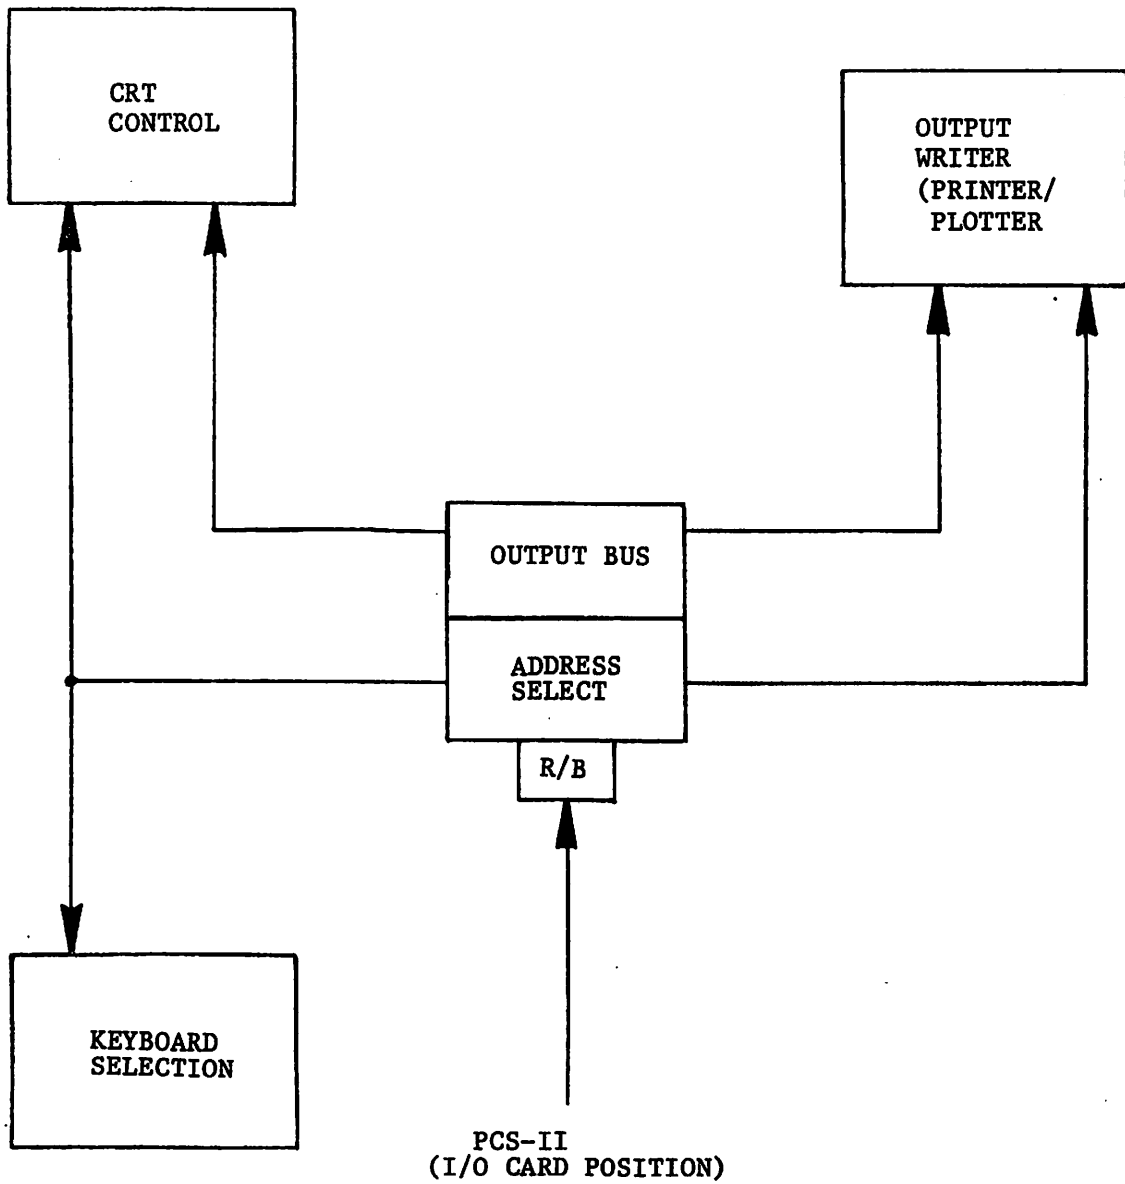 CRT
CONTROL
OUTPUT
WRITER
(PRINTER/
PLOTTER
OUTPUT BUS
ADDRESS
SELECT
R/B
KEYBOARD
SELECTION
PCS-II
(I/O CARD POSITION)